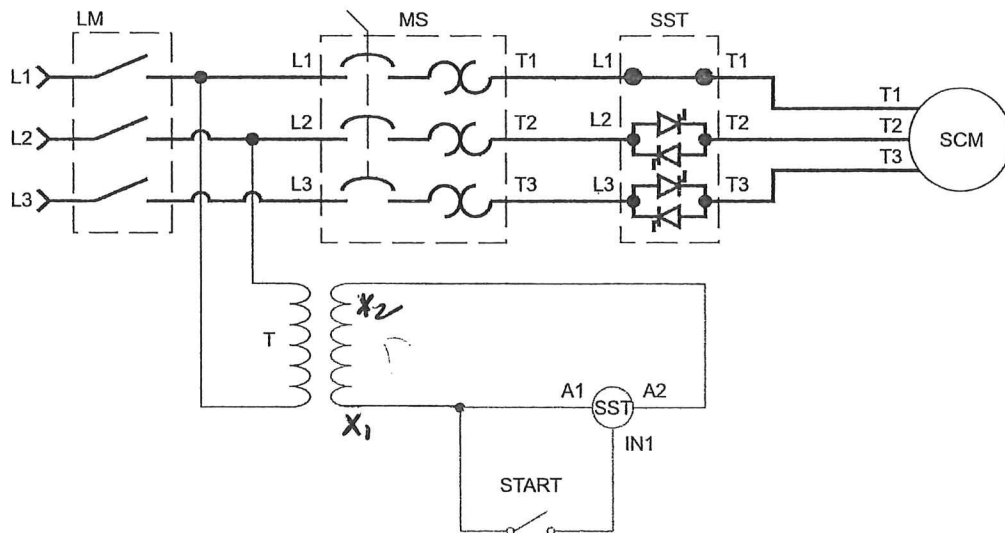 LM MS SST
L1 L1 T1 L1 T1 T1
L2 L2 T2 L2 T2 T2 SCM
L3 L3 T3 L3 T3 T3
X2
T
A1 SST A2
X1
IN1
START